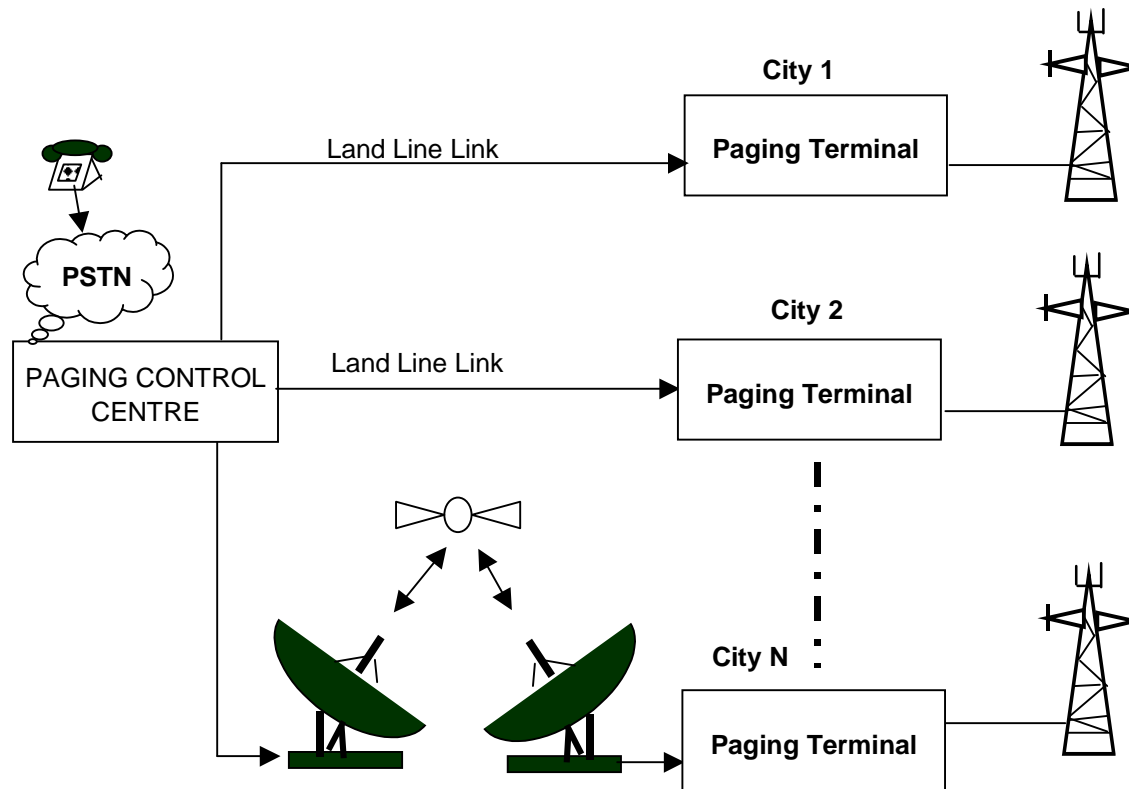 City 1
Land Line Link
Paging Terminal
PSTN
City 2
Land Line Link
PAGING CONTROL
CENTRE
Paging Terminal
City N
Paging Terminal